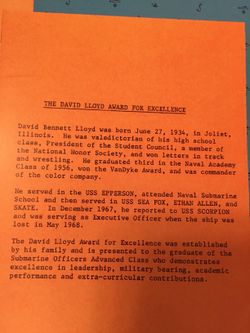 THE DAVID LLOYD AWARD FOR EXCELLENCE
David Bennett Lloyd was born June 27, 1934, in Joliet,
Illinois. He was valedictorian of his high school
class, President of the Student Council, a member of
the National Honor Society, and won letters in track
and wrestling. He graduated third in the Naval Academy
Class of 1956, won the VanDyke Award, and was commander
of the color company.
He served in the USS EPPERSON, attended Naval Submarine
School and then served in USS SEA FOX, ETHAN ALLEN, and
SKATE. In December 1967, he reported to USS SCORPION
and was serving as Executive Officer when the ship was
lost in May 1968.
The David Lloyd Award for Excellence was established
by his family and is presented to the graduate of the
Submarine Officers Advanced Class who demonstrates
excellence in leadership, military bearing, academic
performance and extra-curricular contributions.